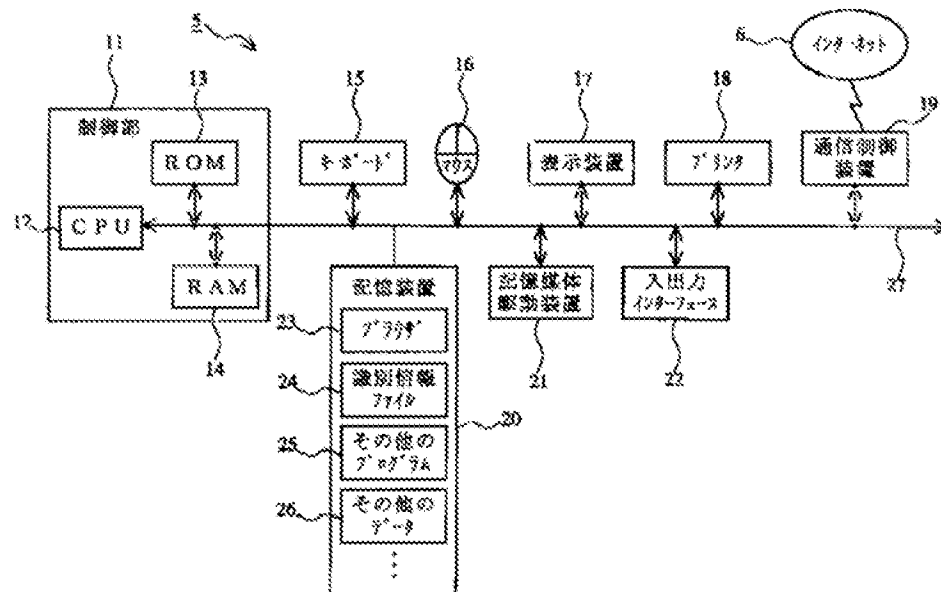 5
6
インターネット
11
制御部
13
ROM
12
CPU
RAM
14
15
キーボード
16
マウス
17
表示装置
18
プリンタ
19
通信制御
装置
27
記憶媒体
駆動装置
21
入出力
インターフェース
22
20
23
ブラウザ
24
識別情報
ファイル
25
その他の
プログラム
26
その他の
データ